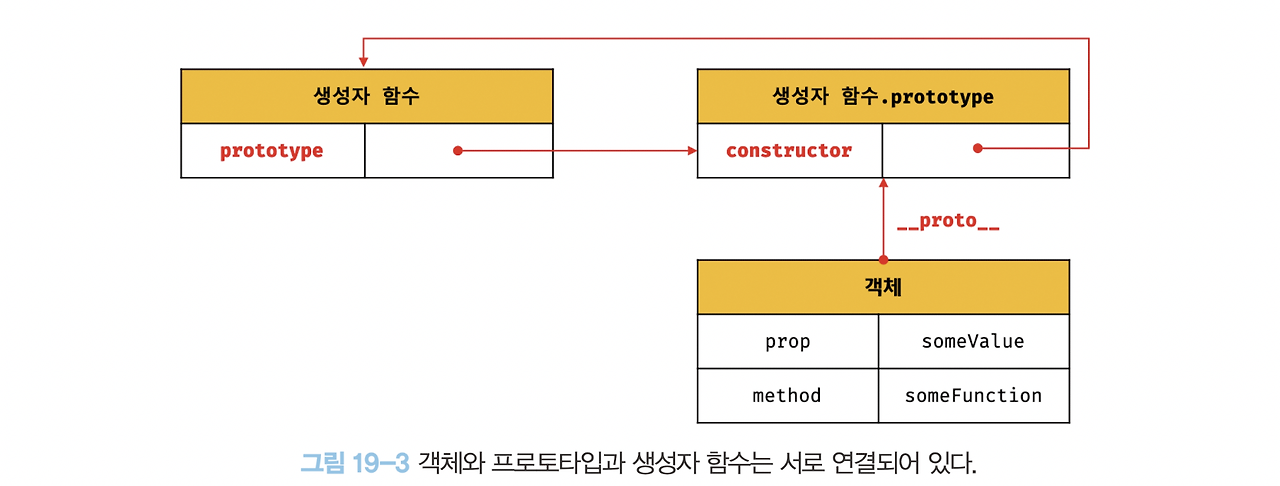 생성자 함수
생성자 함수.prototype
prototype
constructor
__proto__
객체
prop
someValue
method
someFunction
그림 19-3 객체와 프로토타입과 생성자 함수는 서로 연결되어 있다.